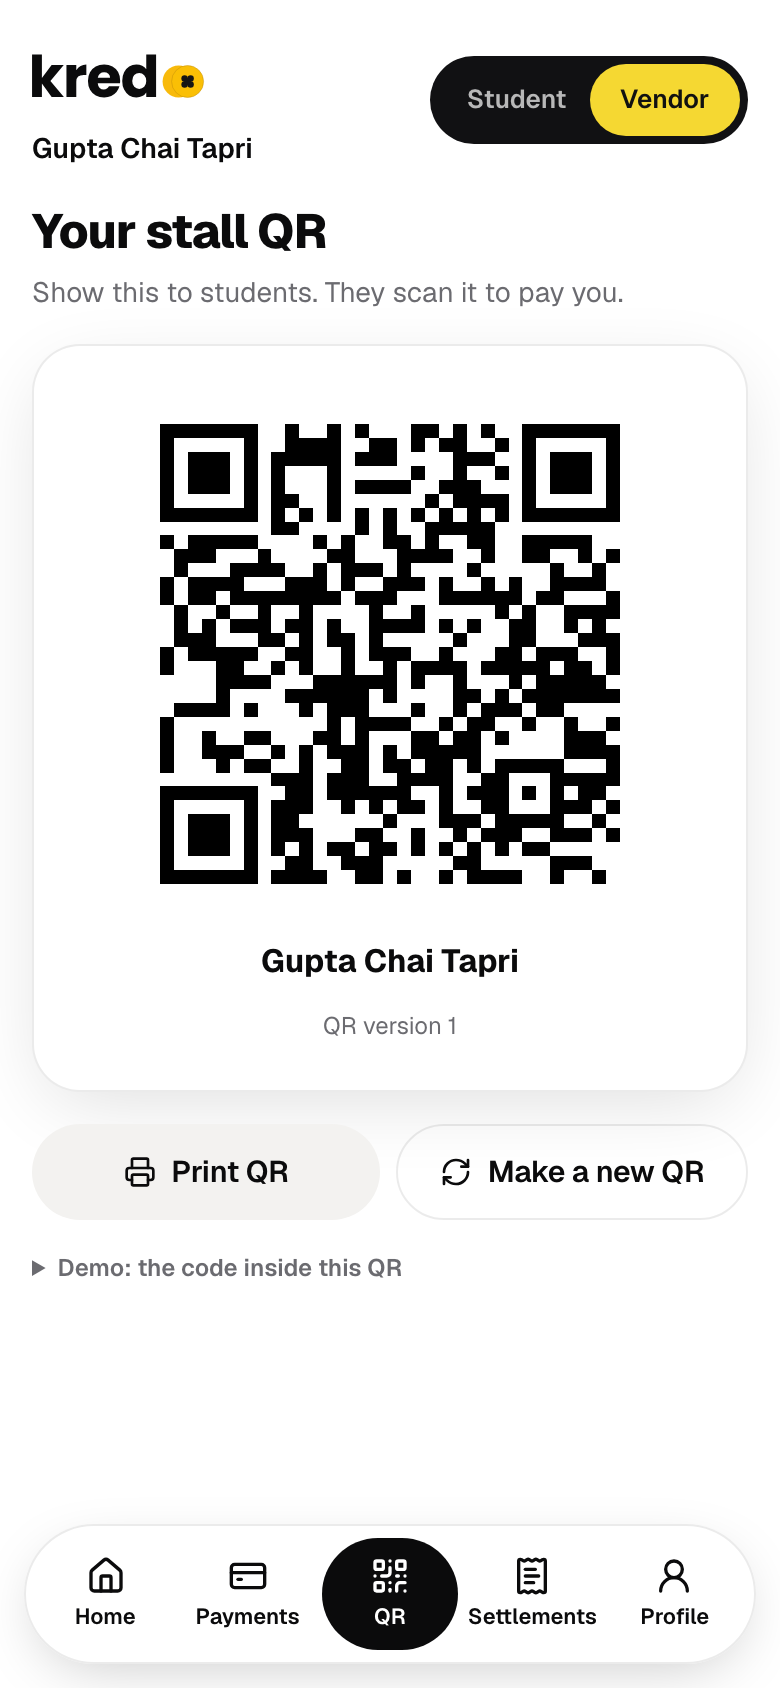 kred
Student
Vendor
Gupta Chai Tapri
Your stall QR
Show this to students. They scan it to pay you.
Gupta Chai Tapri
QR version 1
Print QR
Make a new QR
Demo: the code inside this QR
Home
Payments
QR
Settlements
Profile